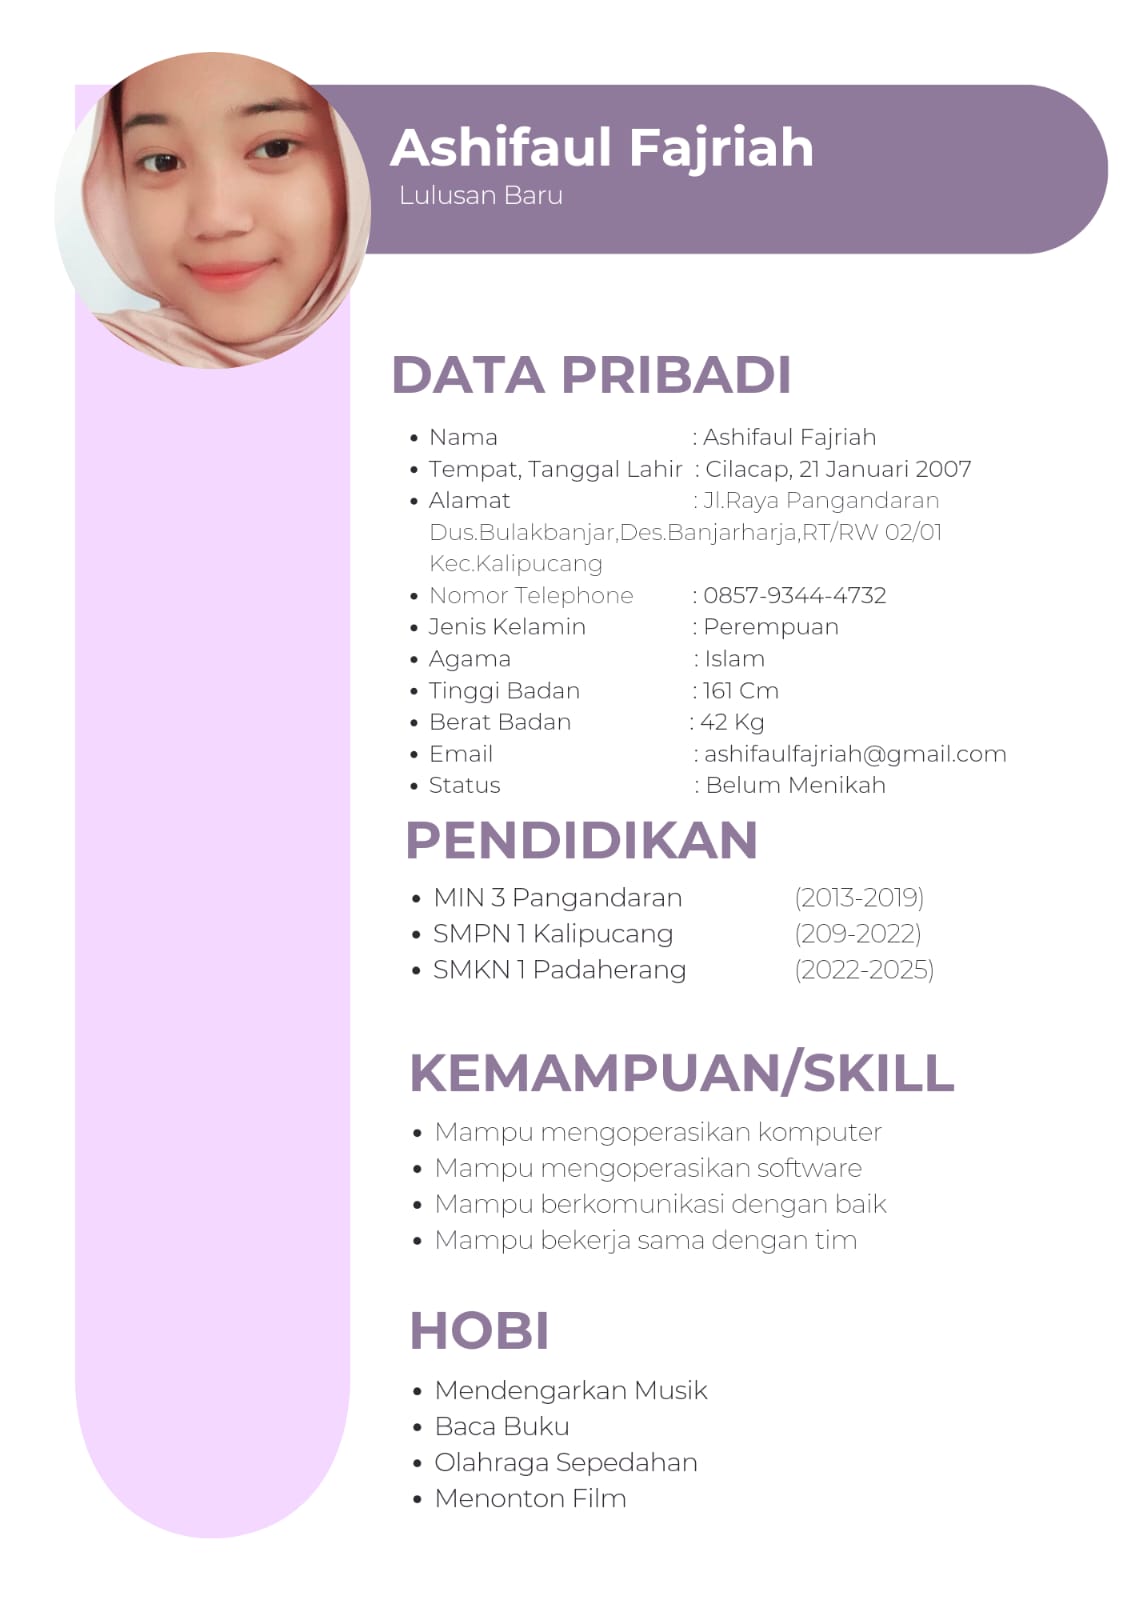 Ashifaul Fajriah
Lulusan Baru
DATA PRIBADI
• Nama : Ashifaul Fajriah
• Tempat, Tanggal Lahir : Cilacap, 21 Januari 2007
• Alamat : Jl.Raya Pangandaran
Dus.Bulakbanjar,Des.Banjarharja,RT/RW 02/01
Kec.Kalipucang
• Nomor Telephone : 0857-9344-4732
• Jenis Kelamin : Perempuan
• Agama : Islam
• Tinggi Badan : 161 Cm
• Berat Badan : 42 Kg
• Email : ashifaulfajriah@gmail.com
• Status : Belum Menikah
PENDIDIKAN
• MIN 3 Pangandaran (2013-2019)
• SMPN 1 Kalipucang (209-2022)
• SMKN 1 Padaherang (2022-2025)
KEMAMPUAN/SKILL
• Mampu mengoperasikan komputer
• Mampu mengoperasikan software
• Mampu berkomunikasi dengan baik
• Mampu bekerja sama dengan tim
HOBI
• Mendengarkan Musik
• Baca Buku
• Olahraga Sepedahan
• Menonton Film